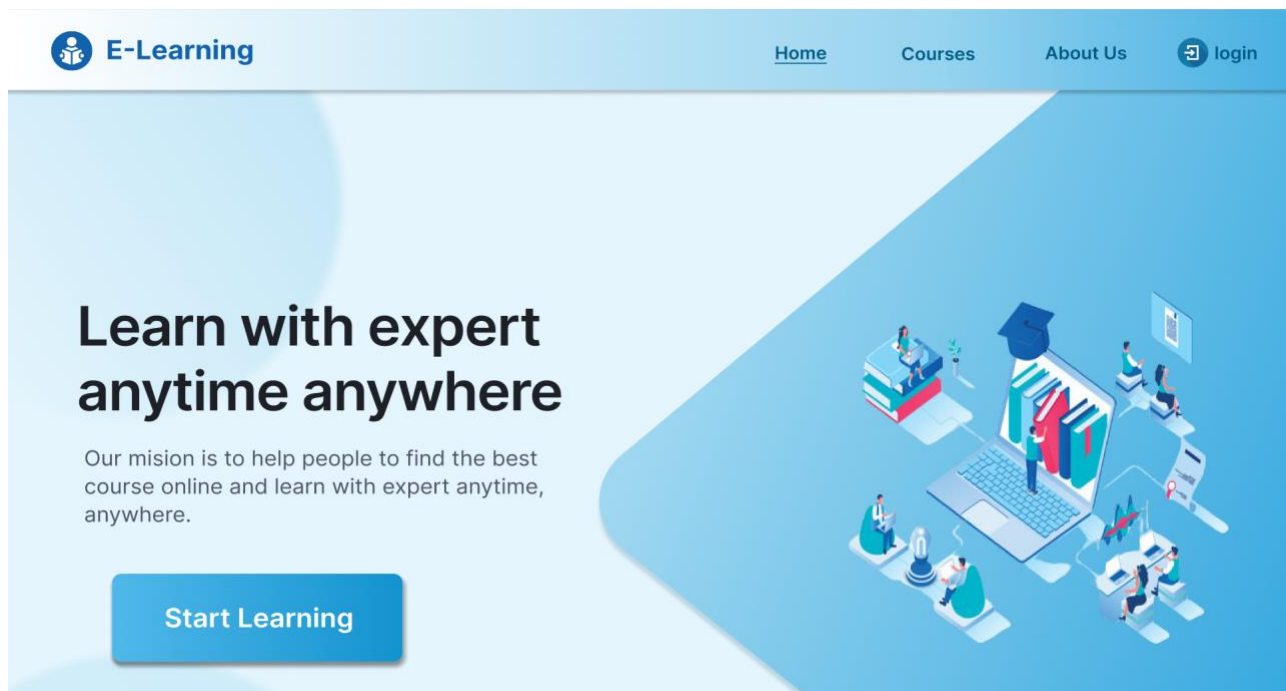 E-Learning
Home
Courses
About Us
login
Learn with expert
anytime anywhere
Our mision is to help people to find the best
course online and learn with expert anytime,
anywhere.
Start Learning